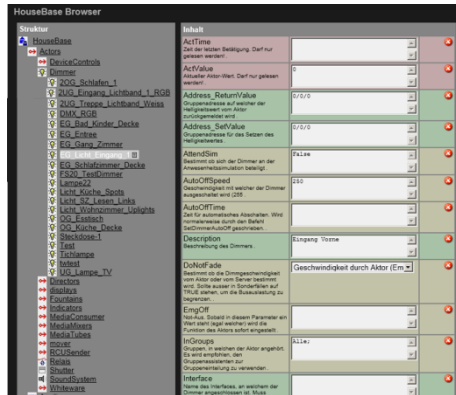 HouseBase Browser
Struktur
HouseBase
Actors
DeviceControls
Dimmer
2OG_Schlafen_1
2UG_Eingang_Lichtband_1_RGB
2UG_Treppe_Lichtband_Weiss
DMX_RGB
EG_Bad_Kinder_Decke
EG_Entree
EG_Gang_Zimmer
EG_Licht_Eingang_1
EG_Schlafzimmer_Decke
FS20_TestDimmer
Lampe22
Licht_Küche_Spots
Licht_SZ_Lesen_Links
Licht_Wohnzimmer_Uplights
OG_Esstisch
OG_Küche_Decke
Steckdose-1
Test
Tichlampe
twtest
UG_Lampe_TV
Directors
displays
Fountains
Indicators
MediaConsumer
MediaMixers
MediaTubes
mover
RCUSender
Relais
Shutter
SoundSystem
Whiteware
Inhalt
ActTime
Zeit der letzten Betätigung. Darf nur
gelesen werden!.
ActValue
Aktueller Aktor-Wert. Darf nur gelesen
werden!.
0
Address_ReturnValue
Gruppenadresse auf welcher der
Helligkeitswert vom Aktor
zurückgemeldet wird.
0/0/0
Address_SetValue
Gruppenadresse für das Setzen des
Helligkeitswertes.
0/0/0
AttendSim
Bestimmt ob sich der Dimmer an der
Anwesenheitssimulation beteiligt.
False
AutoOffSpeed
Geschwindigkeit mit welcher der Dimmer
ausgeschaltet wird (255
250
AutoOffTime
Zeit für automatisches Abschalten. Wird
normalerweise durch den Befehl
SetDimmerAutoOff geschrieben.
Description
Beschreibung des Dimmers.
Eingang Vorne
DoNotFade
Bestimmt ob die Dimmgeschwindigkeit
vom Aktor oder vom Server bestimmt
wird. Sollte ausser in Sonderfällen auf
TRUE stehen, um die Busauslastung zu
begrenzen.
Geschwindigkeit durch Aktor (Em
EmgOff
Not-Aus. Sobald in diesem Parameter ein
Wert steht (egal welcher) wird die
Funktion des Aktors sofort eingestellt.
InGroups
Gruppen, in welchen der Aktor angehört.
Es wird empfohlen, den
Gruppenassistenten zur
Gruppeneinteilung zu verwenden.
Alle;
Interface
Name des Interfaces, an welchem der
Dimmer angeschlossen ist. Muss